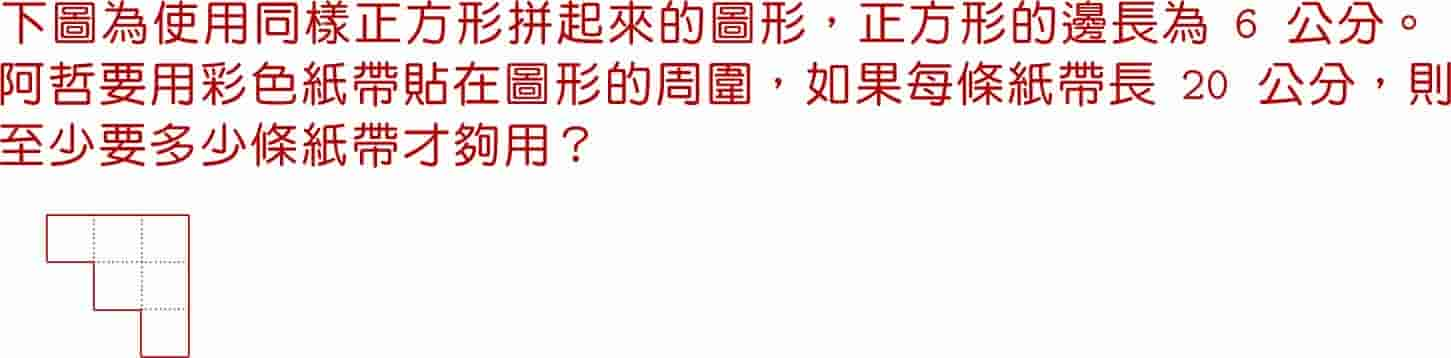 下圖為使用同樣正方形拼起來的圖形，正方形的邊長為 6 公分。
阿哲要用彩色紙帶貼在圖形的周圍，如果每條紙帶長 20 公分，則
至少要多少條紙帶才夠用？